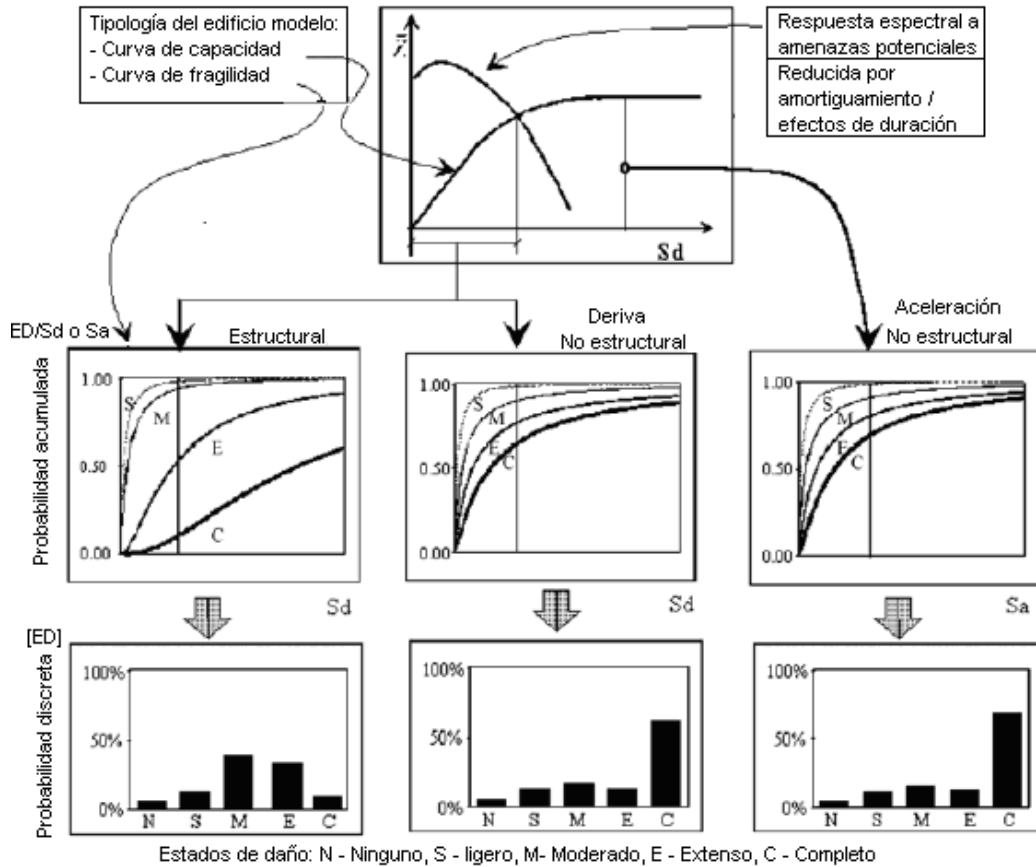 Tipología del edificio modelo:
- Curva de capacidad
- Curva de fragilidad
Respuesta espectral a
amenazas potenciales
Reducida por
amortiguamiento /
efectos de duración
Sd
ED/Sd o Sa
Estructural
Deriva
No estructural
Aceleración
No estructural
Probabilidad acumulada
1.00
0.50
0.00
S
M
E
C
Sd
1.00
0.50
0.00
S
M
E
C
Sd
1.00
0.50
0.00
S
M
E
C
Sa
[ED]
Probabilidad discreta
100%
50%
0%
N S M E C
100%
50%
0%
N S M E C
100%
50%
0%
N S M E C
Estados de daño: N - Ninguno, S - ligero, M- Moderado, E - Extenso, C - Completo